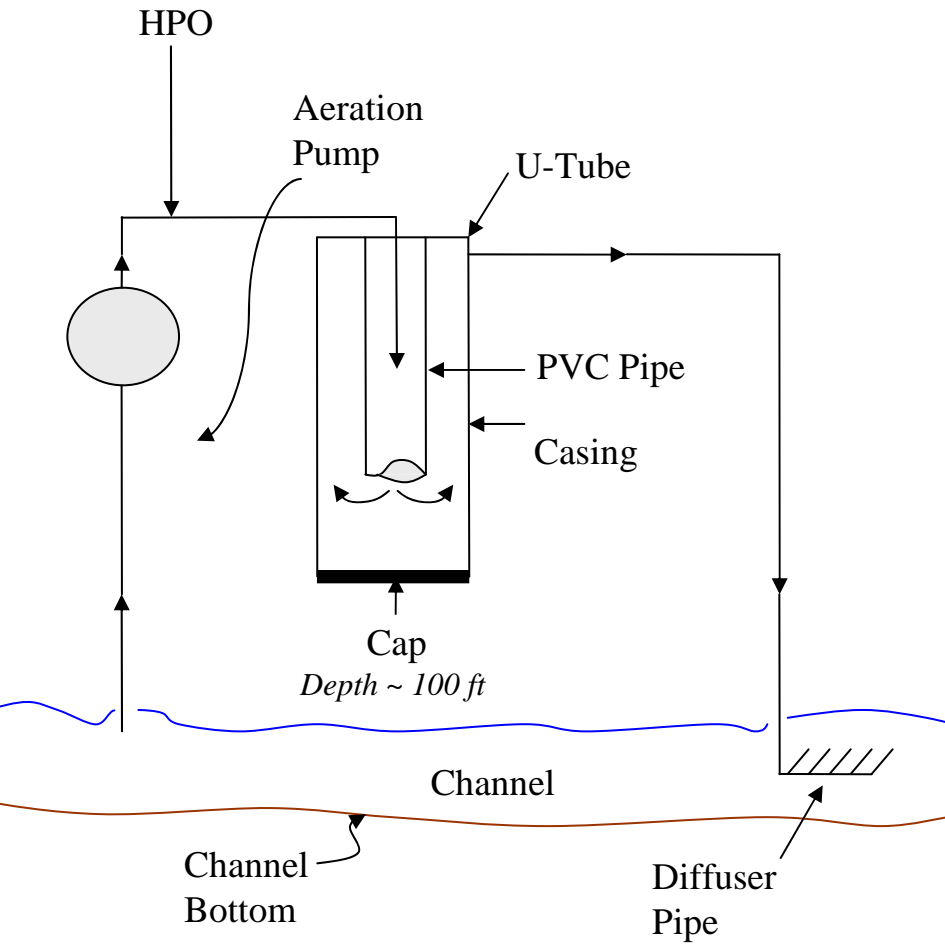 HPO
Aeration
Pump
U-Tube
PVC Pipe
Casing
Cap
Depth ~ 100 ft
Channel
Channel
Bottom
Diffuser
Pipe